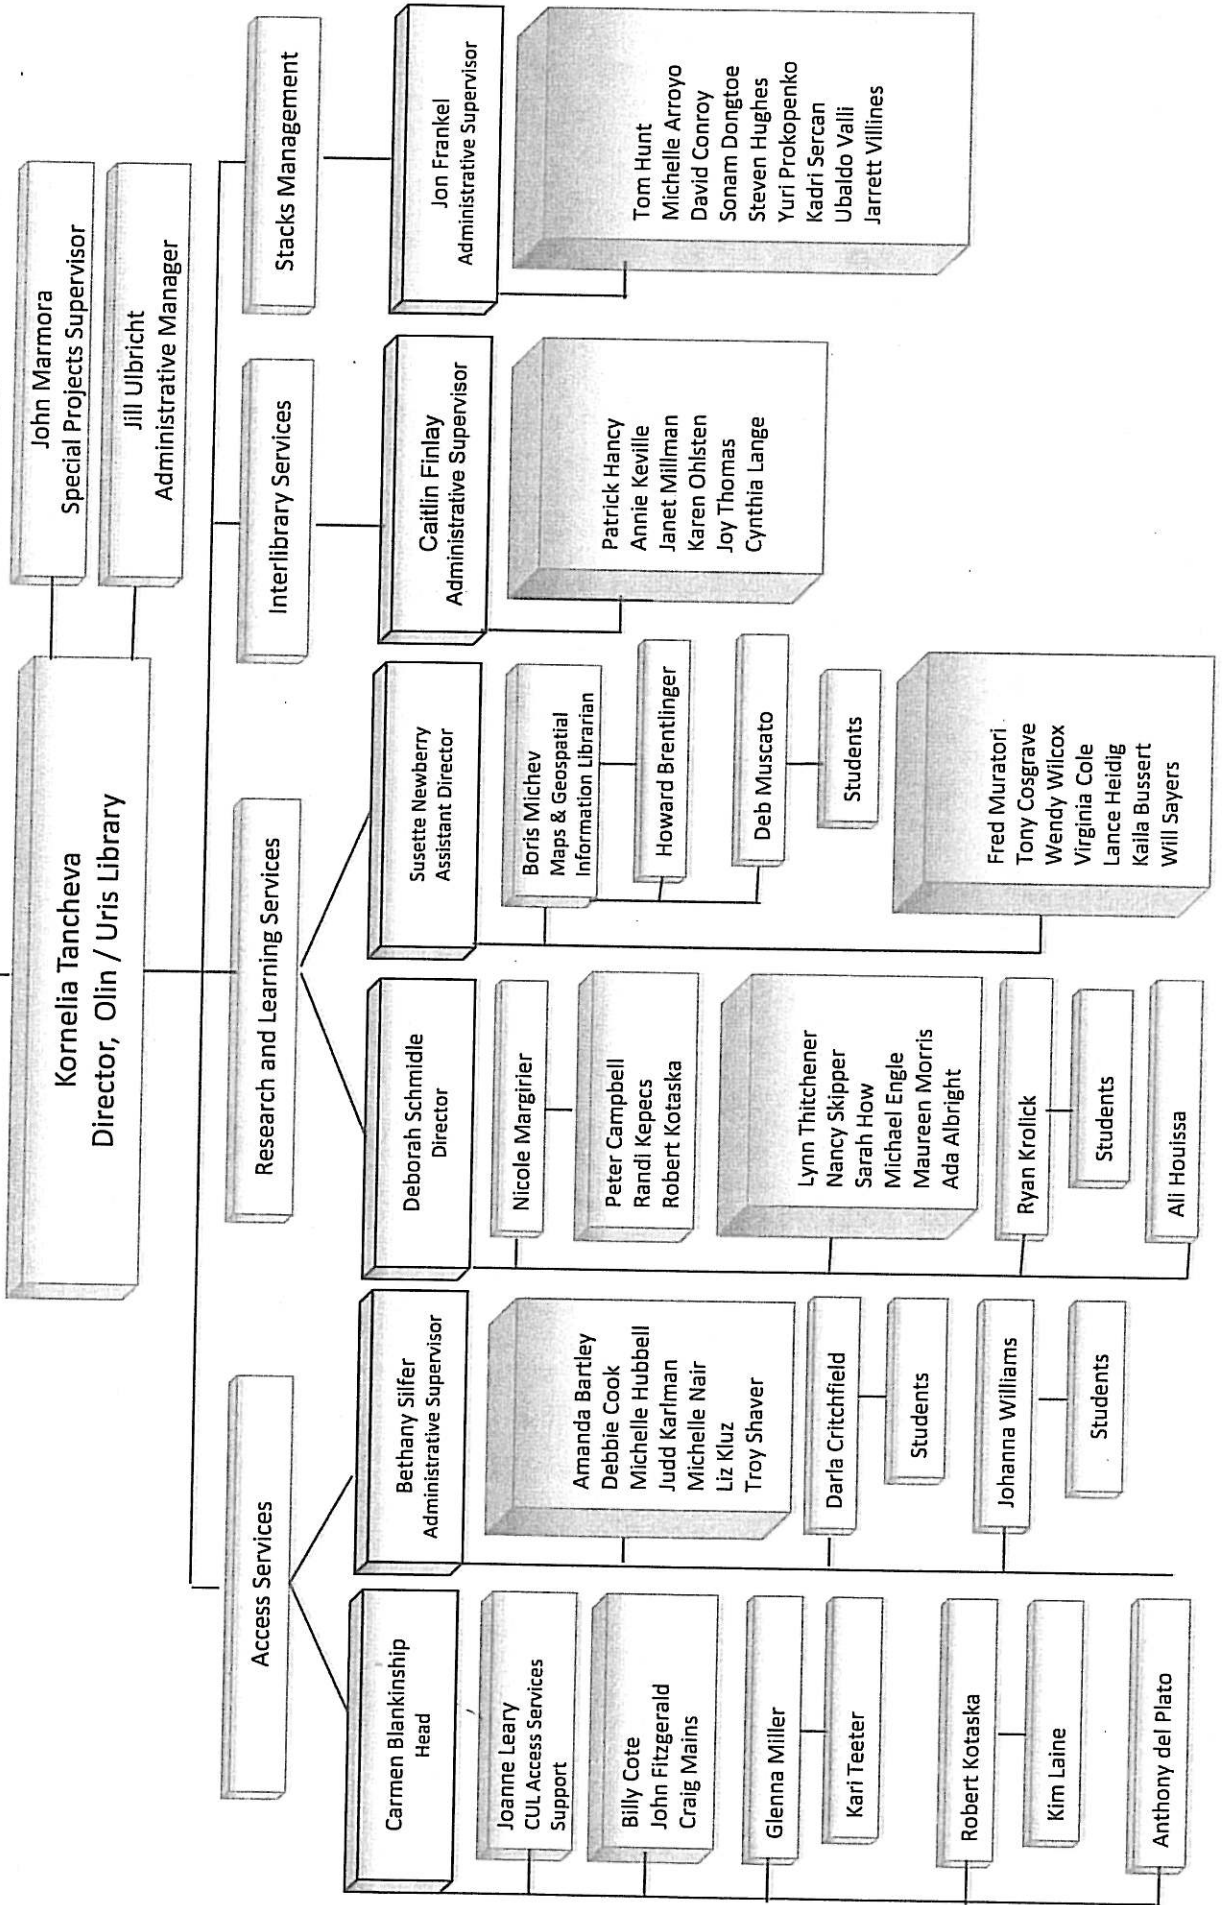 Kornelia Tancheva
Director, Olin / Uris Library
John Marmora
Special Projects Supervisor
Jill Ulbricht
Administrative Manager
Access Services
Research and Learning Services
Interlibrary Services
Stacks Management
Carmen Blankinship
Head
Joanne Leary
CUL Access Services
Support
Billy Cote
John Fitzgerald
Craig Mains
Glenna Miller
Kari Teeter
Robert Kotaska
Kim Laine
Anthony del Plato
Bethany Silfer
Administrative Supervisor
Amanda Bartley
Debbie Cook
Michelle Hubbell
Judd Karlman
Michelle Nair
Liz Kluz
Troy Shaver
Darla Critchfield
Students
Johanna Williams
Students
Deborah Schmidle
Director
Nicole Margirier
Peter Campbell
Randi Kepecs
Robert Kotaska
Lynn Thitchener
Nancy Skipper
Sarah How
Michael Engle
Maureen Morris
Ada Albright
Ryan Krolick
Students
Ali Houissa
Susette Newberry
Assistant Director
Boris Michev
Maps & Geospatial
Information Librarian
Howard Brentlinger
Deb Muscato
Students
Fred Muratori
Tony Cosgrave
Wendy Wilcox
Virginia Cole
Lance Heidig
Kaila Bussert
Will Sayers
Caitlin Finlay
Administrative Supervisor
Patrick Hancy
Annie Keville
Janet Millman
Karen Ohlsten
Joy Thomas
Cynthia Lange
Jon Frankel
Administrative Supervisor
Tom Hunt
Michelle Arroyo
David Conroy
Sonam Dongtoe
Steven Hughes
Yuri Prokopenko
Kadri Sercan
Ubaldo Valli
Jarrett Villines